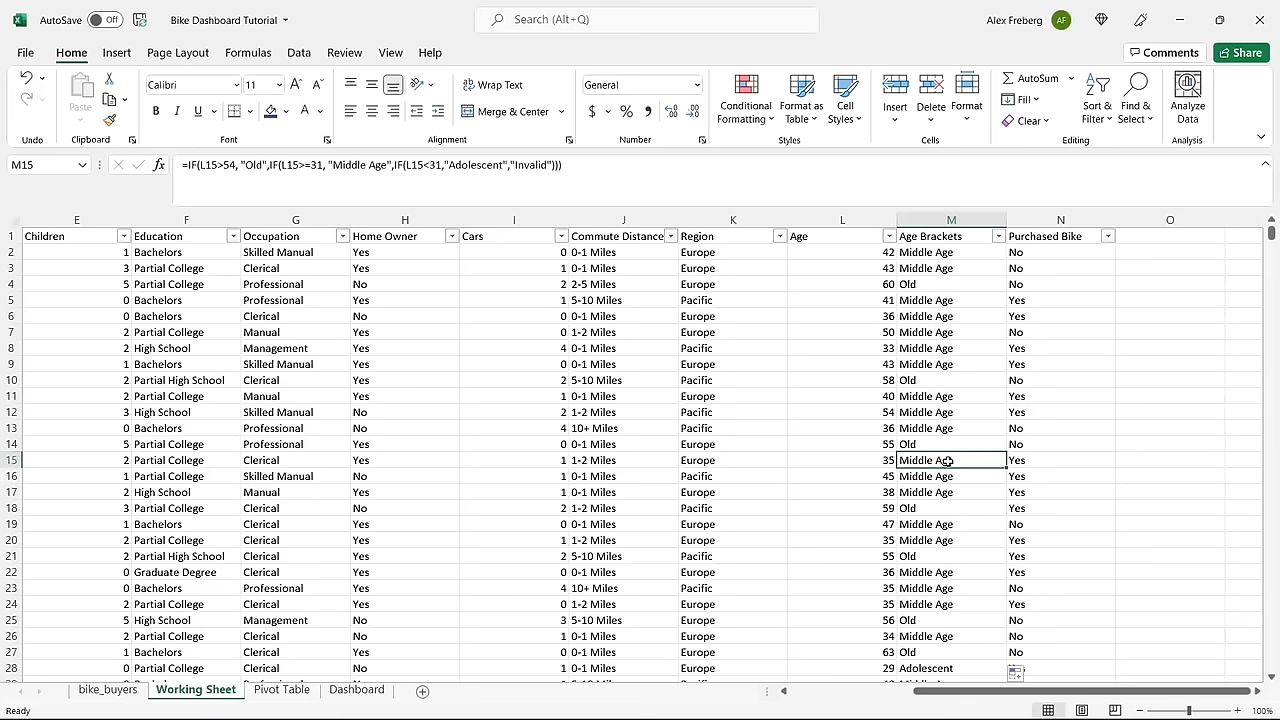 AutoSave Off Bike Dashboard Tutorial Search (Alt+Q) Alex Freberg AF
File Home Insert Page Layout Formulas Data Review View Help Comments Share
Undo
Paste
Clipboard
Calibri 11
B I U
Font
Wrap Text
Merge & Center
Alignment
General
$ %
Number
Conditional Formatting
Format as Table
Cell Styles
Styles
Insert
Delete
Format
Cells
AutoSum
Fill
Clear
Sort & Filter
Find & Select
Editing
Analyze Data
Analysis
M15 fx =IF(L15>54, "Old",IF(L15>=31, "Middle Age",IF(L15<31,"Adolescent","Invalid")))
E F G H I J K L M N O
1 Children Education Occupation Home Owner Cars Commute Distance Region Age Age Brackets Purchased Bike
2 1 Bachelors Skilled Manual Yes 0 0-1 Miles Europe 42 Middle Age No
3 3 Partial College Clerical Yes 1 0-1 Miles Europe 43 Middle Age No
4 5 Partial College Professional No 2 2-5 Miles Europe 60 Old No
5 0 Bachelors Professional Yes 1 5-10 Miles Pacific 41 Middle Age Yes
6 0 Bachelors Clerical No 0 0-1 Miles Europe 36 Middle Age Yes
7 2 Partial College Manual Yes 0 1-2 Miles Europe 50 Middle Age No
8 2 High School Management Yes 4 0-1 Miles Pacific 33 Middle Age Yes
9 1 Bachelors Skilled Manual Yes 0 0-1 Miles Europe 43 Middle Age Yes
10 2 Partial High School Clerical Yes 2 5-10 Miles Pacific 58 Old No
11 2 Partial College Manual Yes 1 0-1 Miles Europe 40 Middle Age Yes
12 3 High School Skilled Manual No 2 1-2 Miles Pacific 54 Middle Age Yes
13 0 Bachelors Professional No 4 10+ Miles Pacific 36 Middle Age No
14 5 Partial College Professional Yes 0 0-1 Miles Europe 55 Old No
15 2 Partial College Clerical Yes 1 1-2 Miles Europe 35 Middle Age Yes
16 1 Partial College Skilled Manual No 1 0-1 Miles Pacific 45 Middle Age Yes
17 2 High School Manual Yes 1 0-1 Miles Europe 38 Middle Age Yes
18 3 Partial College Clerical No 2 1-2 Miles Pacific 59 Old Yes
19 1 Bachelors Clerical Yes 0 0-1 Miles Europe 47 Middle Age No
20 2 Partial College Clerical Yes 1 1-2 Miles Europe 35 Middle Age Yes
21 2 Partial High School Clerical Yes 2 5-10 Miles Pacific 55 Old Yes
22 0 Graduate Degree Clerical Yes 0 0-1 Miles Europe 36 Middle Age Yes
23 0 Bachelors Professional Yes 4 10+ Miles Pacific 35 Middle Age No
24 2 Partial College Clerical Yes 0 1-2 Miles Europe 35 Middle Age Yes
25 5 High School Management No 3 5-10 Miles Europe 56 Old No
26 2 Partial College Clerical No 1 0-1 Miles Europe 34 Middle Age No
27 1 Bachelors Clerical Yes 0 0-1 Miles Europe 63 Old No
28 0 Partial College Clerical No 1 0-1 Miles Europe 29 Adolescent
bike_buyers Working Sheet Pivot Table Dashboard
Ready 100%